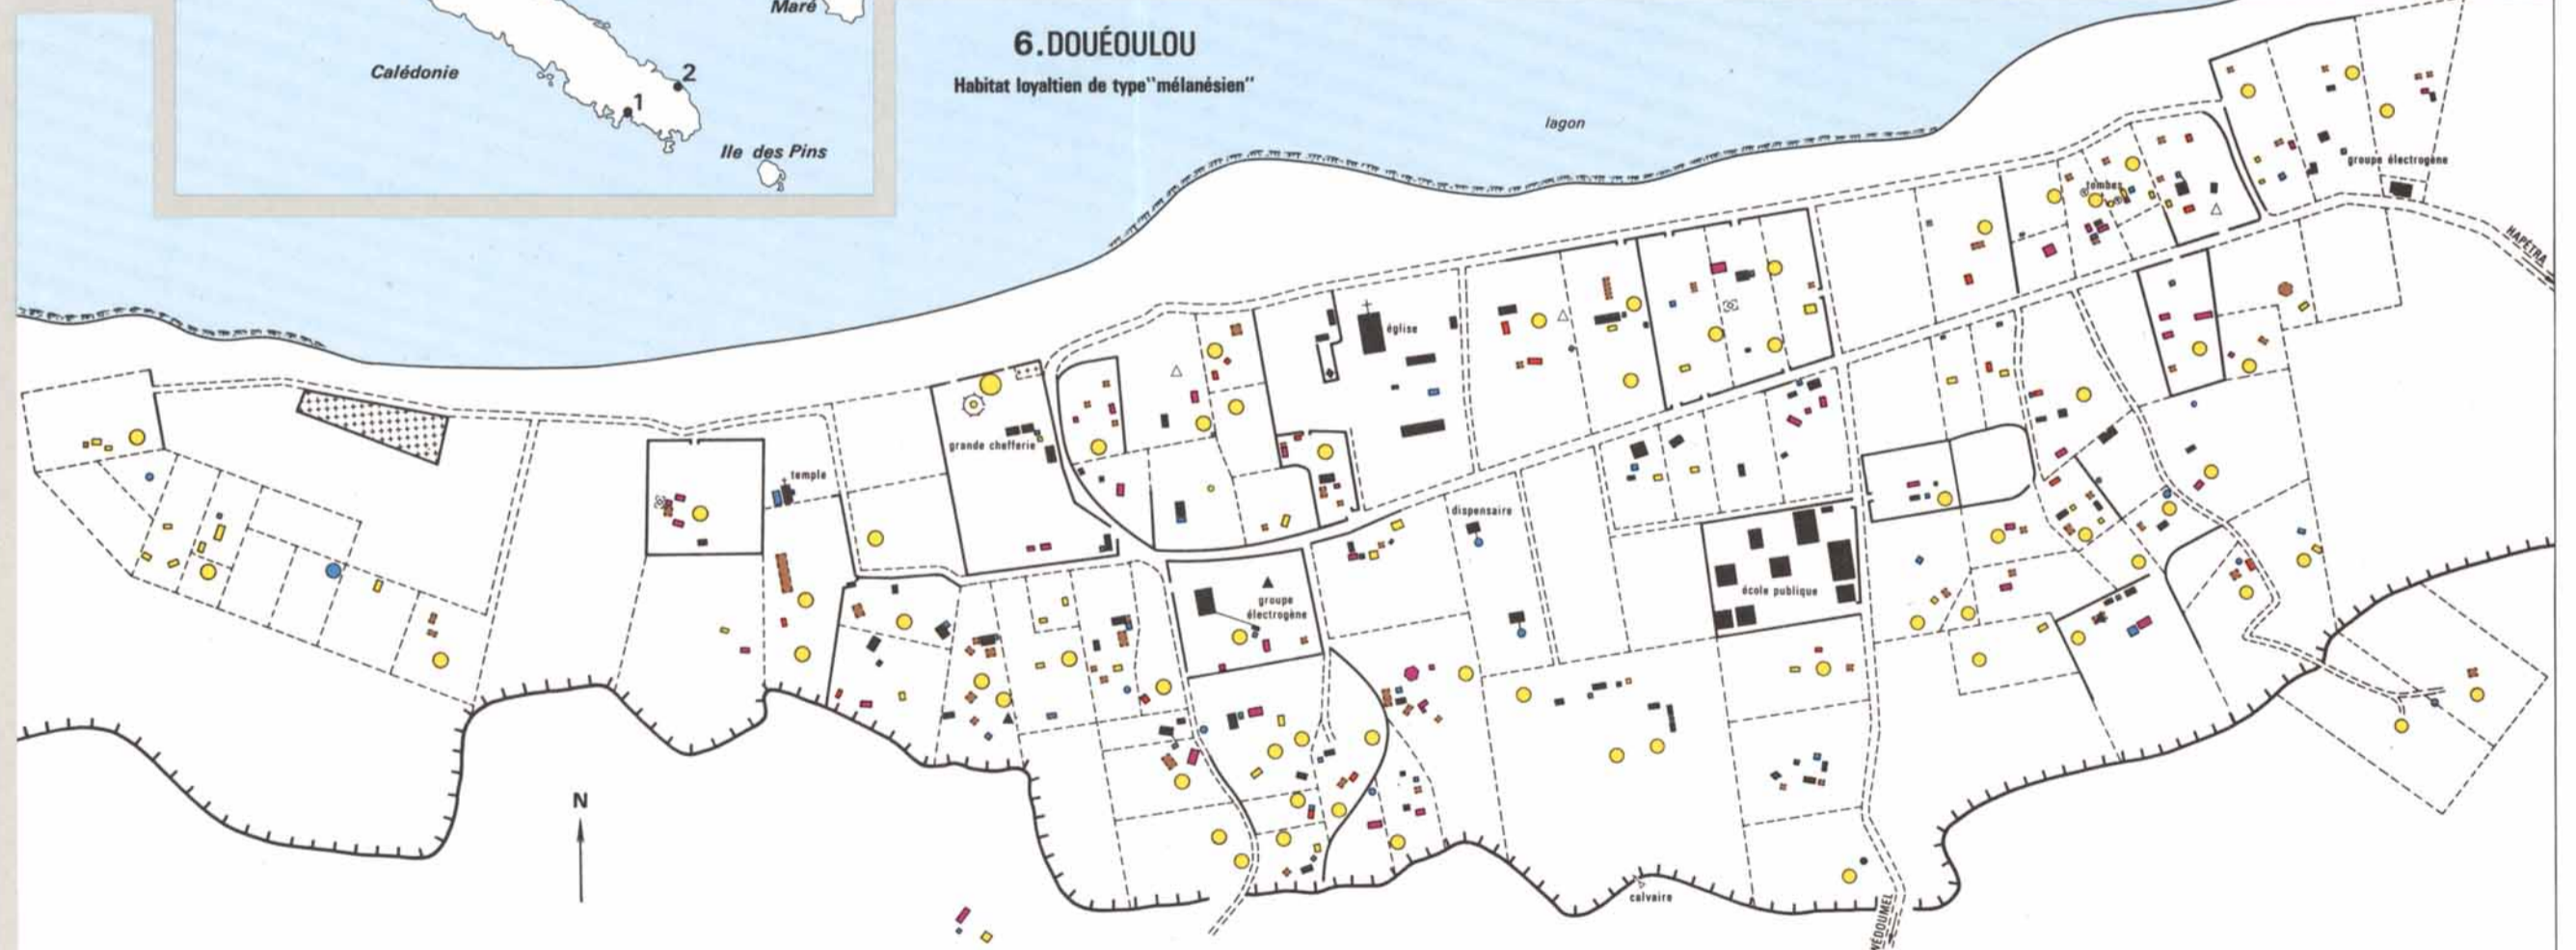 Maré
Calédonie
2
1
Ile des Pins
6. DOUÉOULOU
Habitat loyaltien de type "mélanésien"
lagon
groupe électrogène
tombes
HAPÉTRA
église
grande chefferie
temple
dispensaire
école publique
groupe
électrogène
N
calvaire